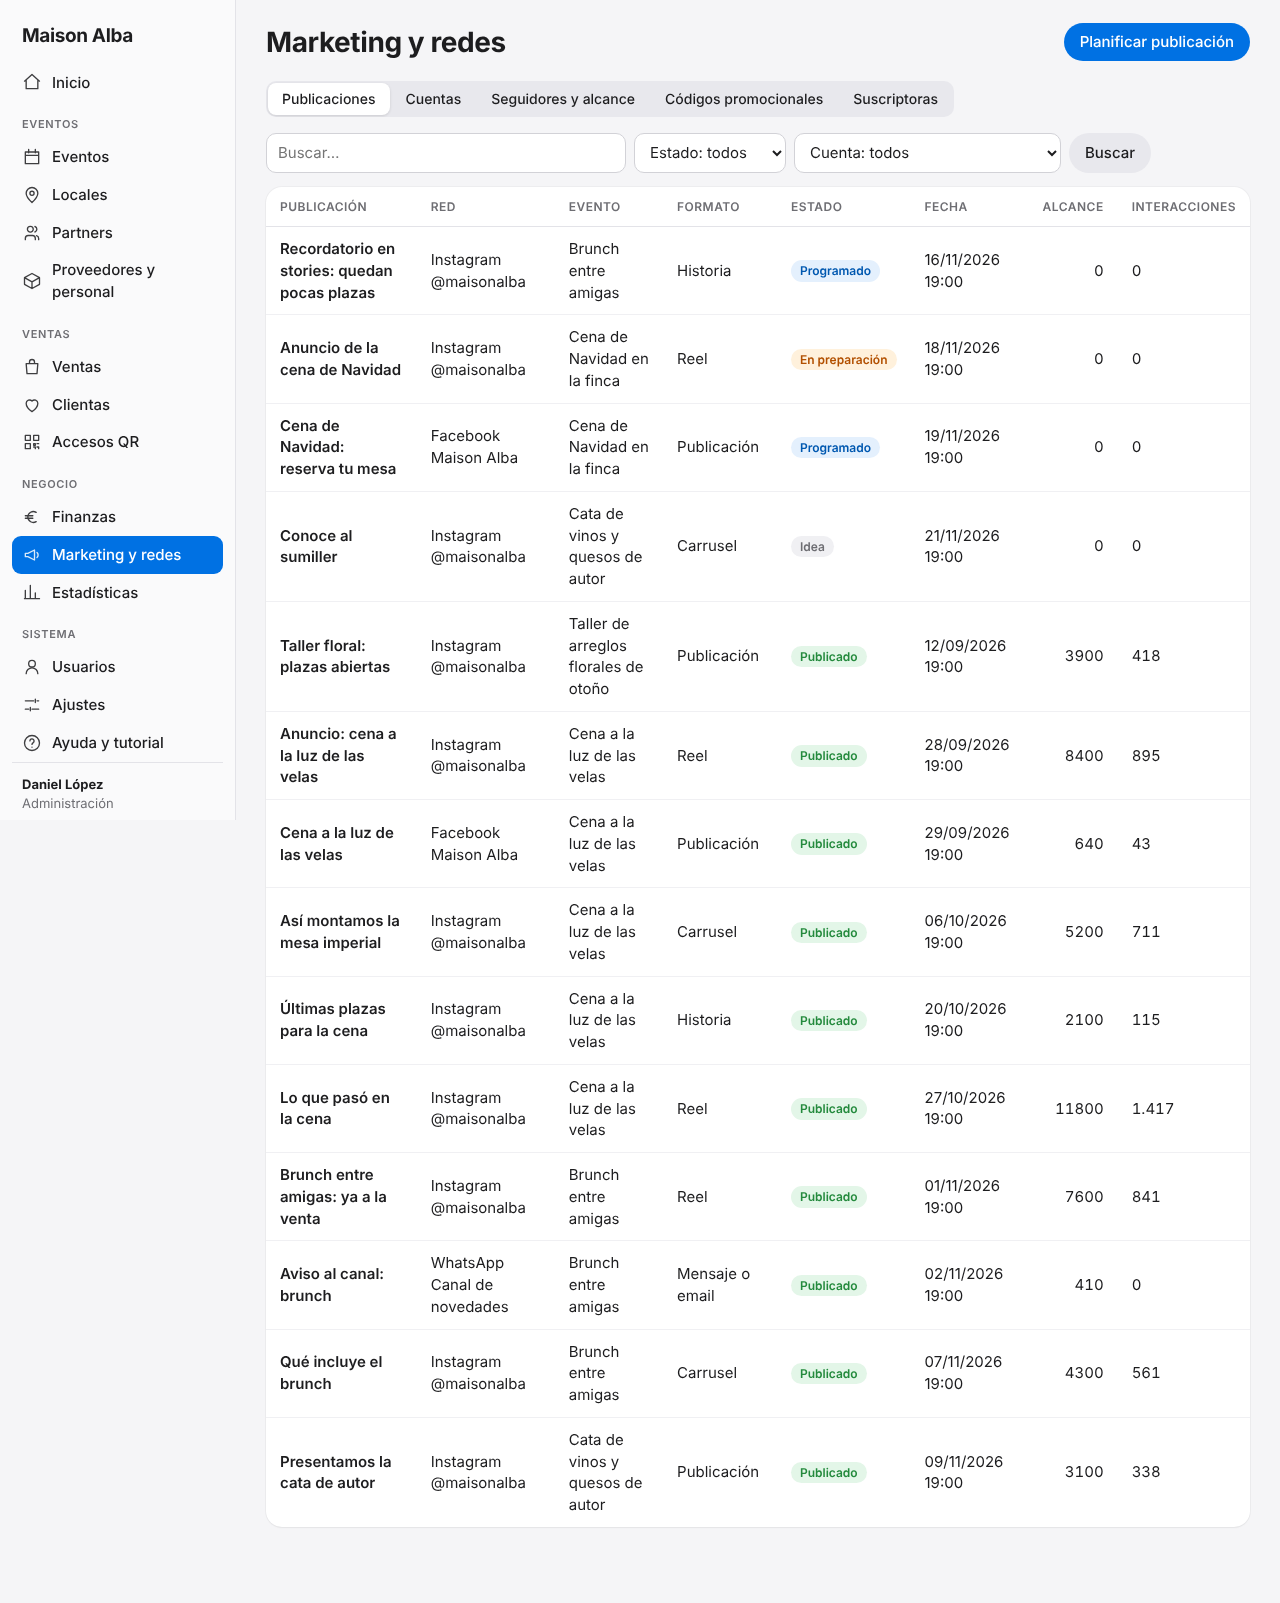 Maison Alba
Inicio
EVENTOS
Eventos
Locales
Partners
Proveedores y
personal
VENTAS
Ventas
Clientas
Accesos QR
NEGOCIO
Finanzas
Marketing y redes
Estadísticas
SISTEMA
Usuarios
Ajustes
Ayuda y tutorial
Daniel López
Administración
Marketing y redes
Planificar publicación
Publicaciones Cuentas Seguidores y alcance Códigos promocionales Suscriptoras
Buscar... Estado: todos Cuenta: todos Buscar
PUBLICACIÓN RED EVENTO FORMATO ESTADO FECHA ALCANCE INTERACCIONES
Recordatorio en
stories: quedan
pocas plazas
Instagram
@maisonalba
Brunch
entre
amigas
Historia
Programado
16/11/2026
19:00
0
0
Anuncio de la
cena de Navidad
Instagram
@maisonalba
Cena de
Navidad en
la finca
Reel
En preparación
18/11/2026
19:00
0
0
Cena de
Navidad:
reserva tu mesa
Facebook
Maison Alba
Cena de
Navidad en
la finca
Publicación
Programado
19/11/2026
19:00
0
0
Conoce al
sumiller
Instagram
@maisonalba
Cata de
vinos y
quesos de
autor
Carrusel
Idea
21/11/2026
19:00
0
0
Taller floral:
plazas abiertas
Instagram
@maisonalba
Taller de
arreglos
florales de
otoño
Publicación
Publicado
12/09/2026
19:00
3900
418
Anuncio: cena a
la luz de las
velas
Instagram
@maisonalba
Cena a la
luz de las
velas
Reel
Publicado
28/09/2026
19:00
8400
895
Cena a la luz de
las velas
Facebook
Maison Alba
Cena a la
luz de las
velas
Publicación
Publicado
29/09/2026
19:00
640
43
Así montamos la
mesa imperial
Instagram
@maisonalba
Cena a la
luz de las
velas
Carrusel
Publicado
06/10/2026
19:00
5200
711
Últimas plazas
para la cena
Instagram
@maisonalba
Cena a la
luz de las
velas
Historia
Publicado
20/10/2026
19:00
2100
115
Lo que pasó en
la cena
Instagram
@maisonalba
Cena a la
luz de las
velas
Reel
Publicado
27/10/2026
19:00
11800
1.417
Brunch entre
amigas: ya a la
venta
Instagram
@maisonalba
Brunch
entre
amigas
Reel
Publicado
01/11/2026
19:00
7600
841
Aviso al canal:
brunch
WhatsApp
Canal de
novedades
Brunch
entre
amigas
Mensaje o
email
Publicado
02/11/2026
19:00
410
0
Qué incluye el
brunch
Instagram
@maisonalba
Brunch
entre
amigas
Carrusel
Publicado
07/11/2026
19:00
4300
561
Presentamos la
cata de autor
Instagram
@maisonalba
Cata de
vinos y
quesos de
autor
Publicación
Publicado
09/11/2026
19:00
3100
338